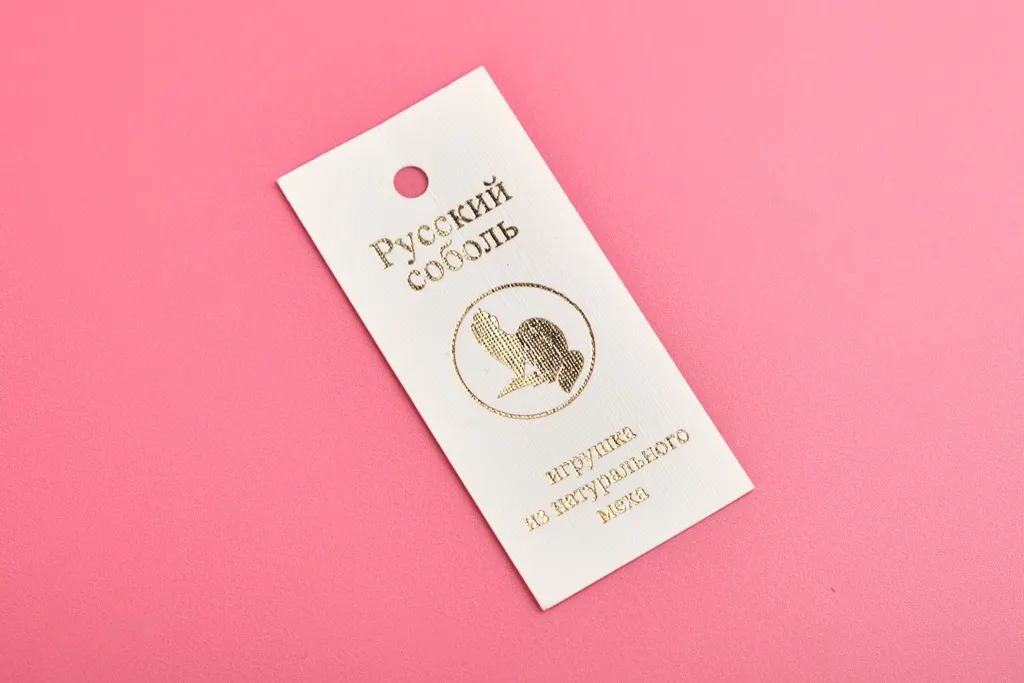 Русский
соболь
игрушка
из натурального
меха